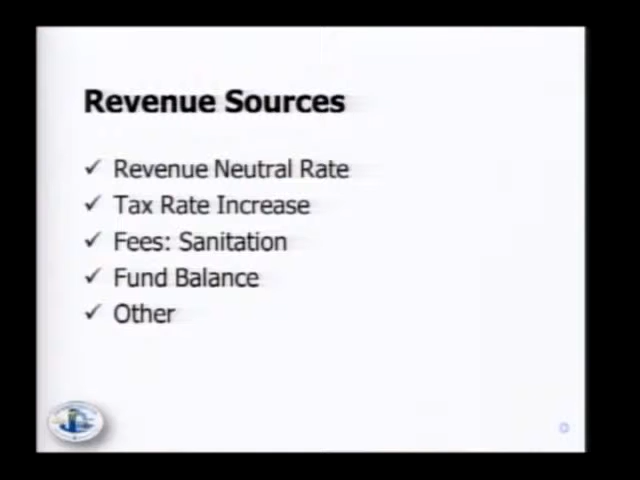 Revenue Sources
✓ Revenue Neutral Rate
✓ Tax Rate Increase
✓ Fees: Sanitation
✓ Fund Balance
✓ Other